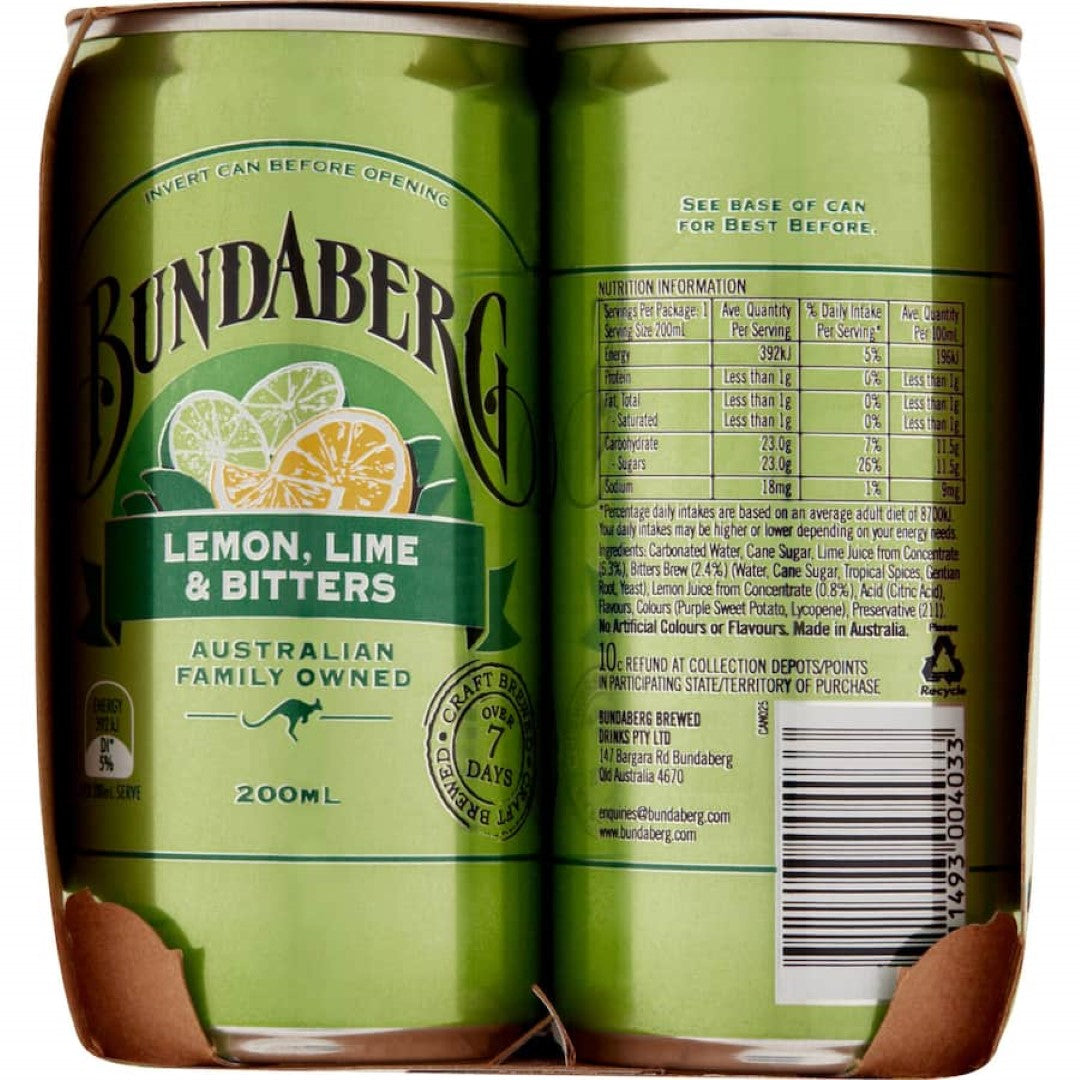 INVERT CAN BEFORE OPENING
BUNDABERG
LEMON, LIME
& BITTERS
AUSTRALIAN
FAMILY OWNED
200ML
ENERGY
392kJ
DI*
5%
SERVE
CRAFT BREWED
OVER
7
DAYS
CRAFT BREWED
SEE BASE OF CAN
FOR BEST BEFORE.
NUTRITION INFORMATION
Servings Per Package: 1 Ave. Quantity % Daily Intake Ave. Quantity
Serving Size 200mL Per Serving Per Serving* Per 100mL
Energy 392kJ 5% 196kJ
Protein Less than 1g 0% Less than 1g
Fat, Total Less than 1g 0% Less than 1g
- Saturated Less than 1g 0% Less than 1g
Carbohydrate 23.0g 7% 11.5g
- Sugars 23.0g 26% 11.5g
Sodium 18mg 1% 9mg
*Percentage daily intakes are based on an average adult diet of 8700kJ.
Your daily intakes may be higher or lower depending on your energy needs.
Ingredients: Carbonated Water, Cane Sugar, Lime Juice from Concentrate
(5.3%), Bitters Brew (2.4%) (Water, Cane Sugar, Tropical Spices, Gentian
Root, Yeast), Lemon Juice from Concentrate (0.8%), Acid (Citric Acid),
Flavours, Colours (Purple Sweet Potato, Lycopene), Preservative (211).
No Artificial Colours or Flavours. Made in Australia.
Please
Recycle
10c REFUND AT COLLECTION DEPOTS/POINTS
IN PARTICIPATING STATE/TERRITORY OF PURCHASE
BUNDABERG BREWED
DRINKS PTY LTD
147 Bargara Rd Bundaberg
Qld Australia 4670
enquiries@bundaberg.com
www.bundaberg.com
CAN025
11493 004033